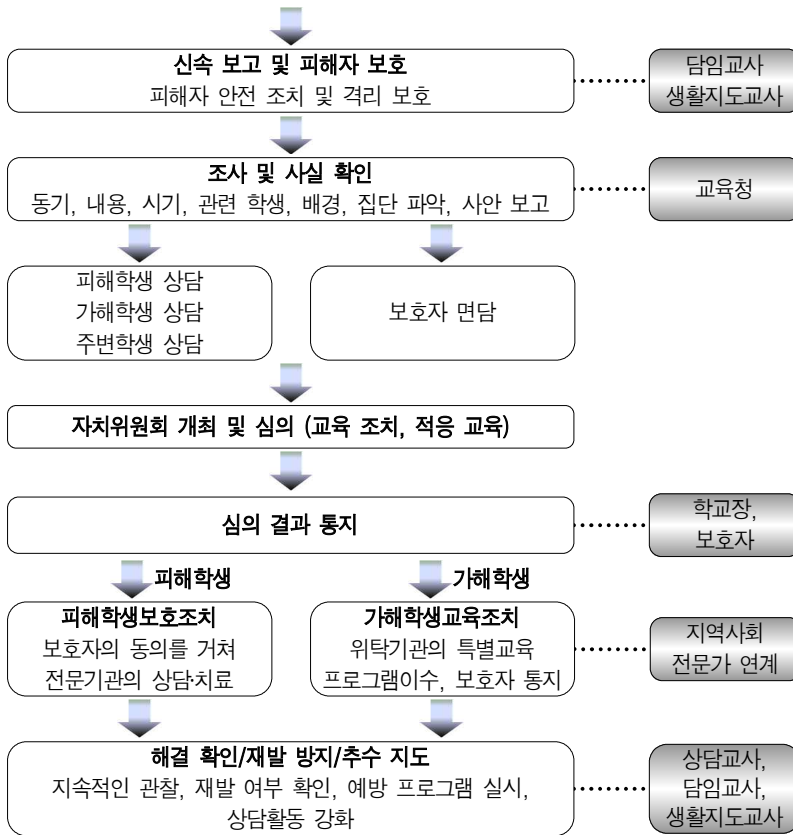 신속 보고 및 피해자 보호
피해자 안전 조치 및 격리 보호
담임교사
생활지도교사
조사 및 사실 확인
동기, 내용, 시기, 관련 학생, 배경, 집단 파악, 사안 보고
교육청
피해학생 상담
가해학생 상담
주변학생 상담
보호자 면담
자치위원회 개최 및 심의 (교육 조치, 적응 교육)
심의 결과 통지
학교장,
보호자
피해학생
가해학생
피해학생보호조치
보호자의 동의를 거쳐
전문기관의 상담·치료
가해학생교육조치
위탁기관의 특별교육
프로그램이수, 보호자 통지
지역사회
전문가 연계
해결 확인/재발 방지/추수 지도
지속적인 관찰, 재발 여부 확인, 예방 프로그램 실시,
상담활동 강화
상담교사,
담임교사,
생활지도교사